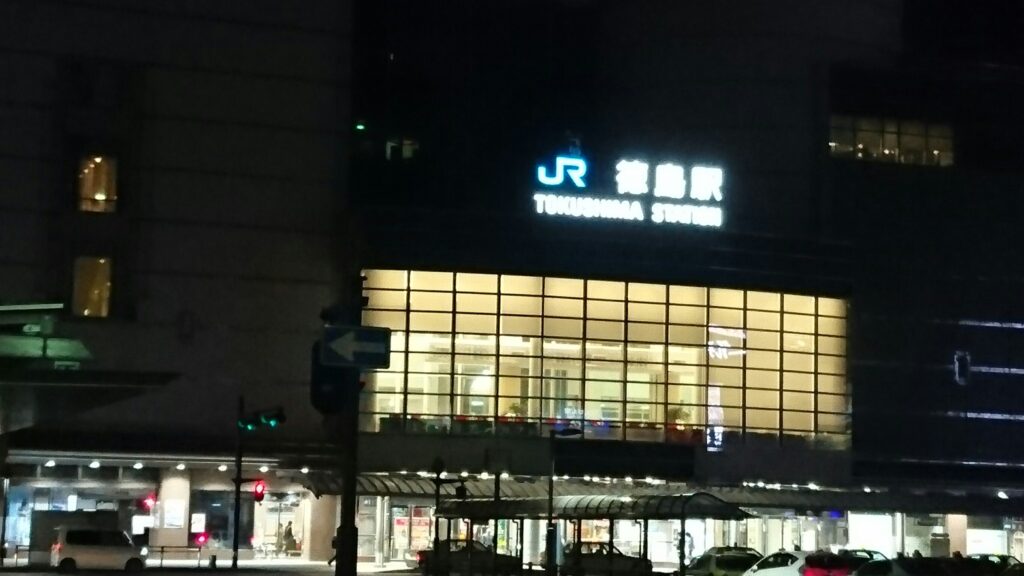 JR 徳島駅
TOKUSHIMA STATION